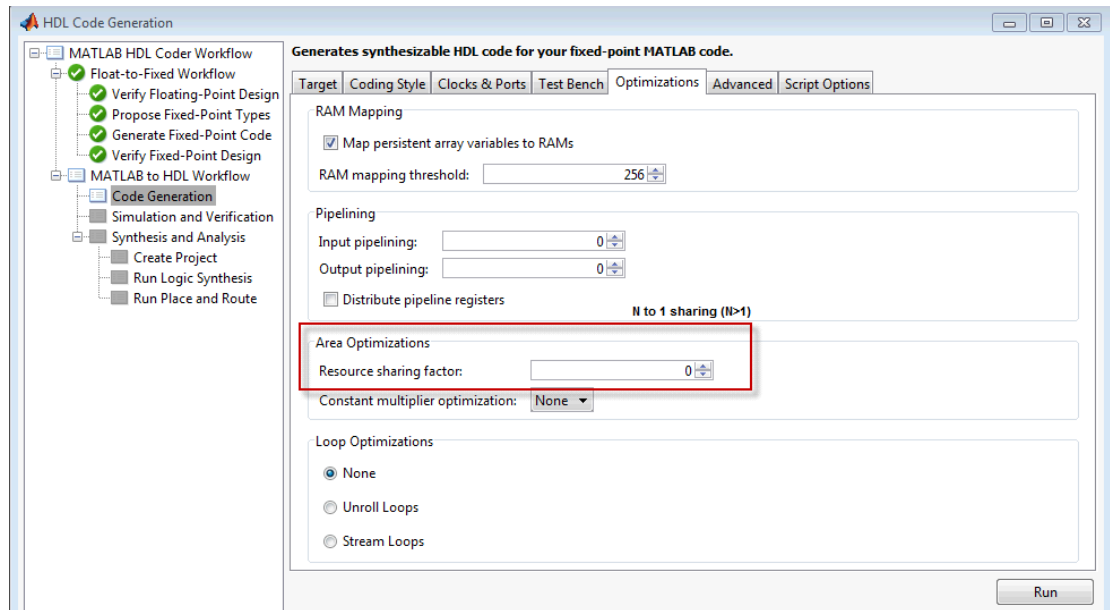 HDL Code Generation
MATLAB HDL Coder Workflow
Float-to-Fixed Workflow
Verify Floating-Point Design
Propose Fixed-Point Types
Generate Fixed-Point Code
Verify Fixed-Point Design
MATLAB to HDL Workflow
Code Generation
Simulation and Verification
Synthesis and Analysis
Create Project
Run Logic Synthesis
Run Place and Route
Generates synthesizable HDL code for your fixed-point MATLAB code.
Target Coding Style Clocks & Ports Test Bench Optimizations Advanced Script Options
RAM Mapping
Map persistent array variables to RAMs
RAM mapping threshold: 256
Pipelining
Input pipelining: 0
Output pipelining: 0
Distribute pipeline registers
N to 1 sharing (N>1)
Area Optimizations
Resource sharing factor: 0
Constant multiplier optimization: None
Loop Optimizations
None
Unroll Loops
Stream Loops
Run